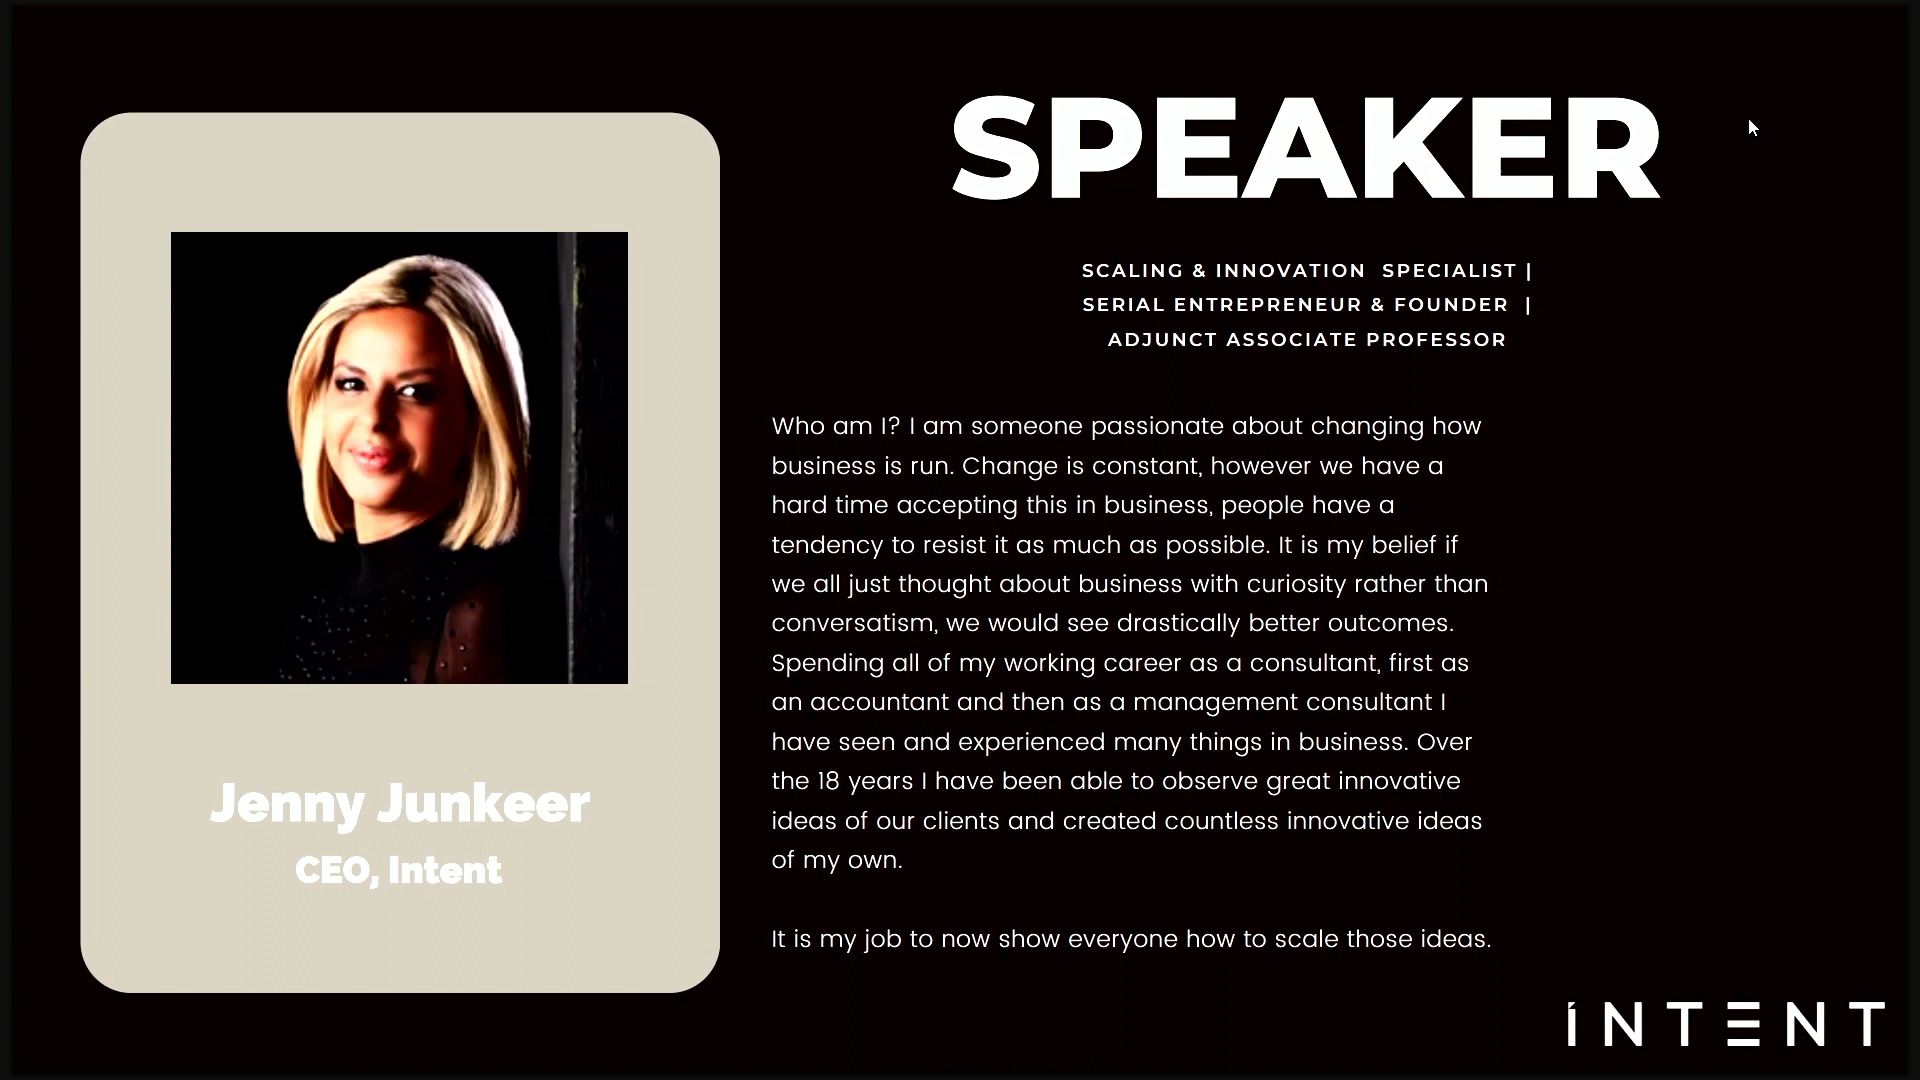 SPEAKER
SCALING & INNOVATION SPECIALIST |
SERIAL ENTREPRENEUR & FOUNDER |
ADJUNCT ASSOCIATE PROFESSOR
Who am I? I am someone passionate about changing how
business is run. Change is constant, however we have a
hard time accepting this in business, people have a
tendency to resist it as much as possible. It is my belief if
we all just thought about business with curiosity rather than
conversatism, we would see drastically better outcomes.
Spending all of my working career as a consultant, first as
an accountant and then as a management consultant I
have seen and experienced many things in business. Over
the 18 years I have been able to observe great innovative
ideas of our clients and created countless innovative ideas
of my own.
It is my job to now show everyone how to scale those ideas.
Jenny Junkeer
CEO, Intent
INTENT